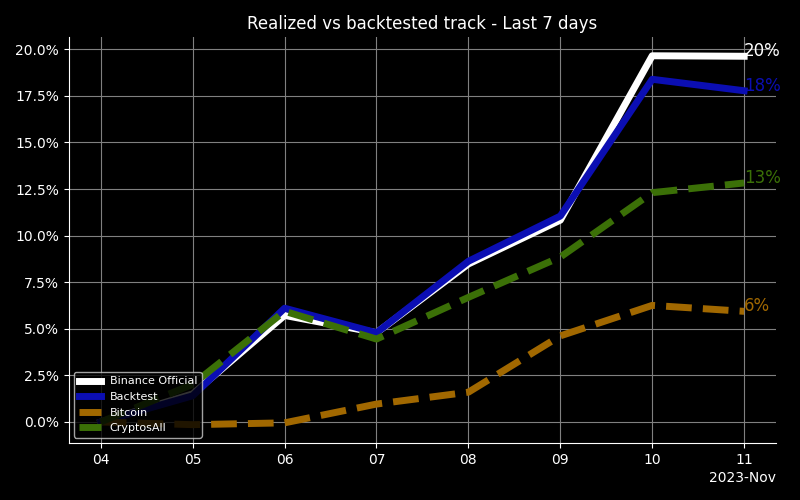 Realized vs backtested track - Last 7 days
20.0%
17.5%
15.0%
12.5%
10.0%
7.5%
5.0%
2.5%
0.0%
20%
18%
13%
6%
Binance Official
Backtest
Bitcoin
CryptosAll
04 05 06 07 08 09 10 11
2023-Nov